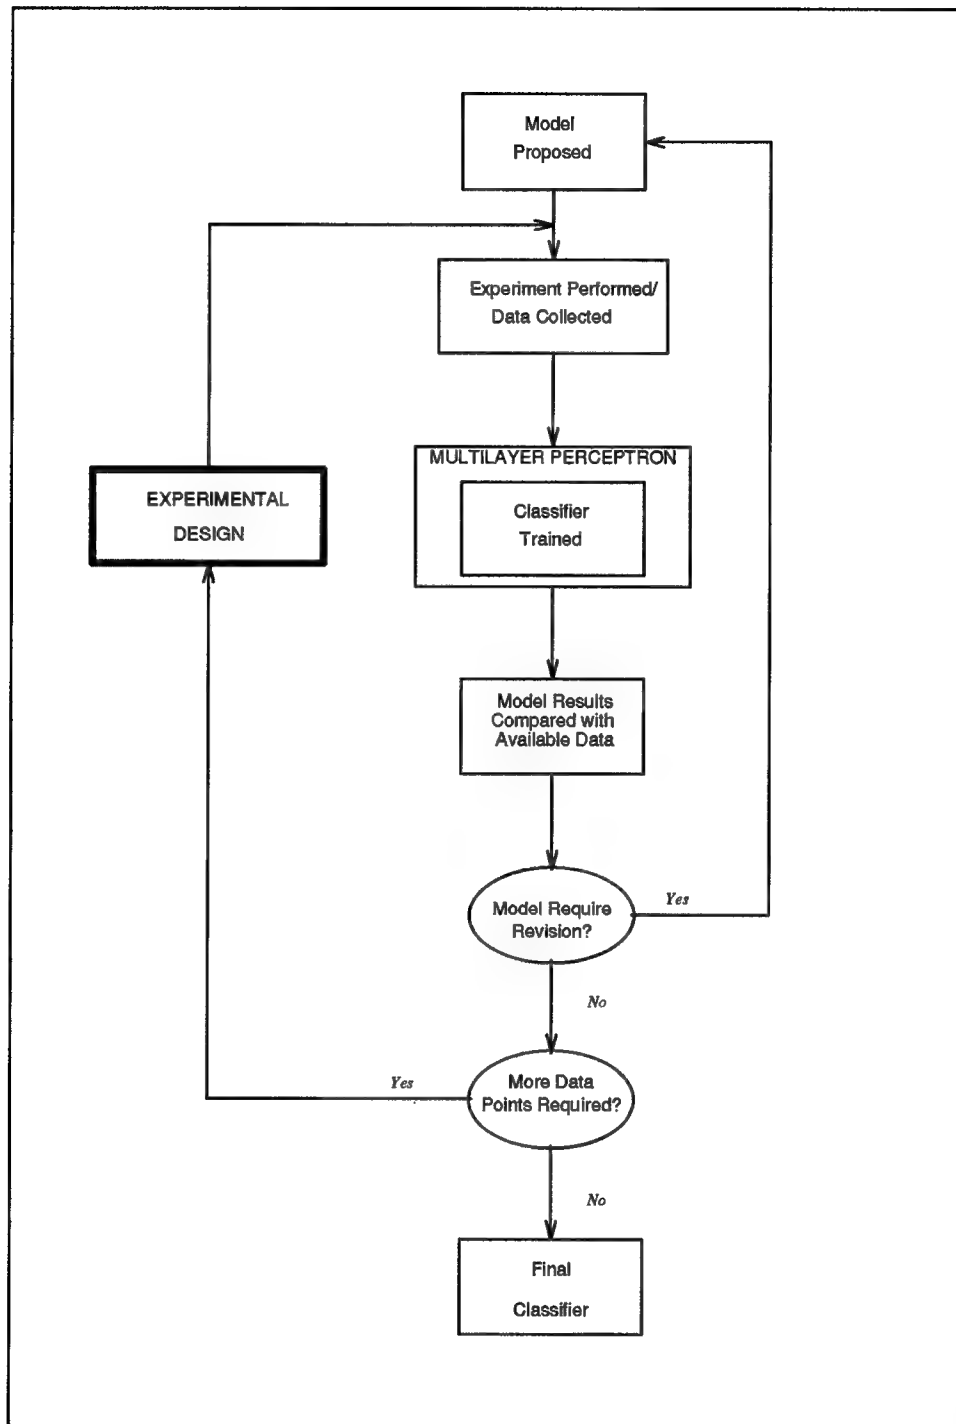 Model
Proposed
Experiment Performed/
Data Collected
MULTILAYER PERCEPTRON
Classifier
Trained
EXPERIMENTAL
DESIGN
Model Results
Compared with
Available Data
Model Require
Revision?
Yes
No
More Data
Points Required?
Yes
No
Final
Classifier